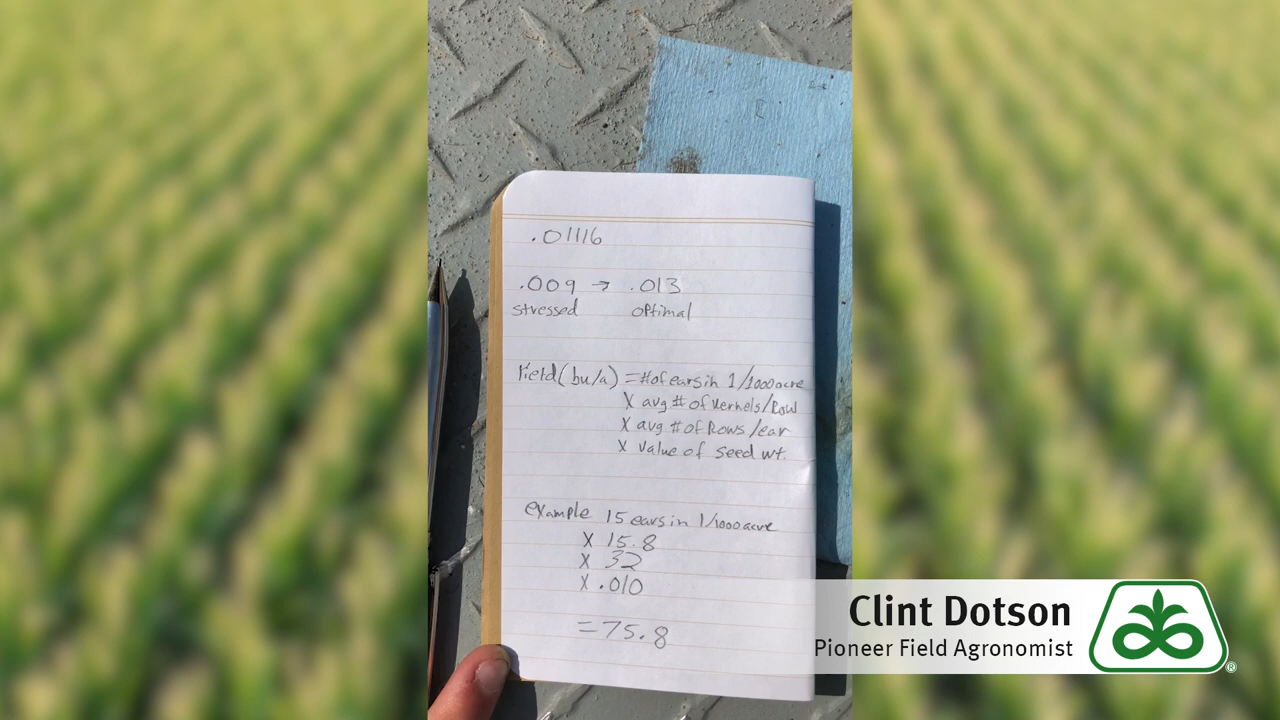 .01116
.009 → .013
stressed optimal
Yield (bu/a) = # of ears in 1/1000 acre
X avg # of kernels/Row
X avg # of Rows/ear
X value of seed wt.
example 15 ears in 1/1000 acre
X 15.8
X 32
X .010
= 75.8
Clint Dotson
Pioneer Field Agronomist
®